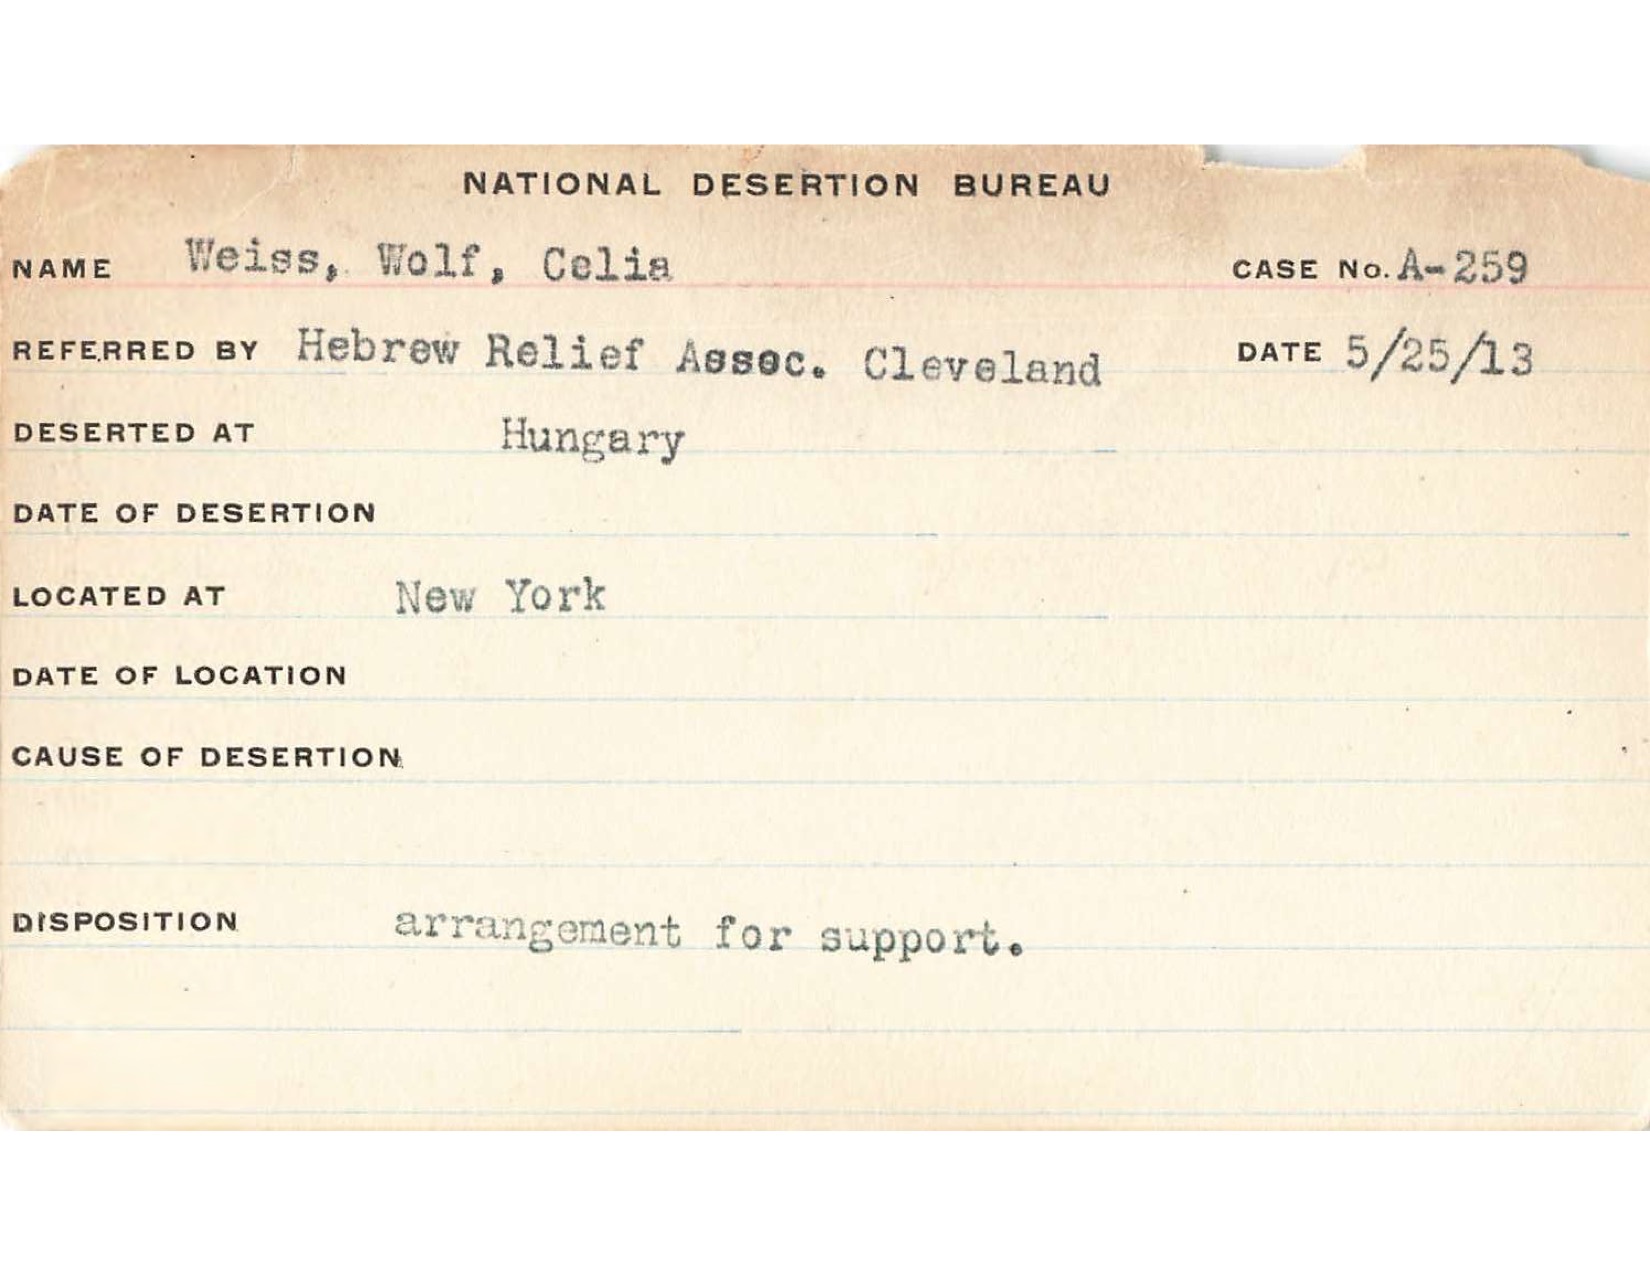 NATIONAL DESERTION BUREAU
NAME Weiss, Wolf, Celia CASE No. A-259
REFERRED BY Hebrew Relief Assoc. Cleveland DATE 5/25/13
DESERTED AT Hungary
DATE OF DESERTION
LOCATED AT New York
DATE OF LOCATION
CAUSE OF DESERTION
DISPOSITION arrangement for support.